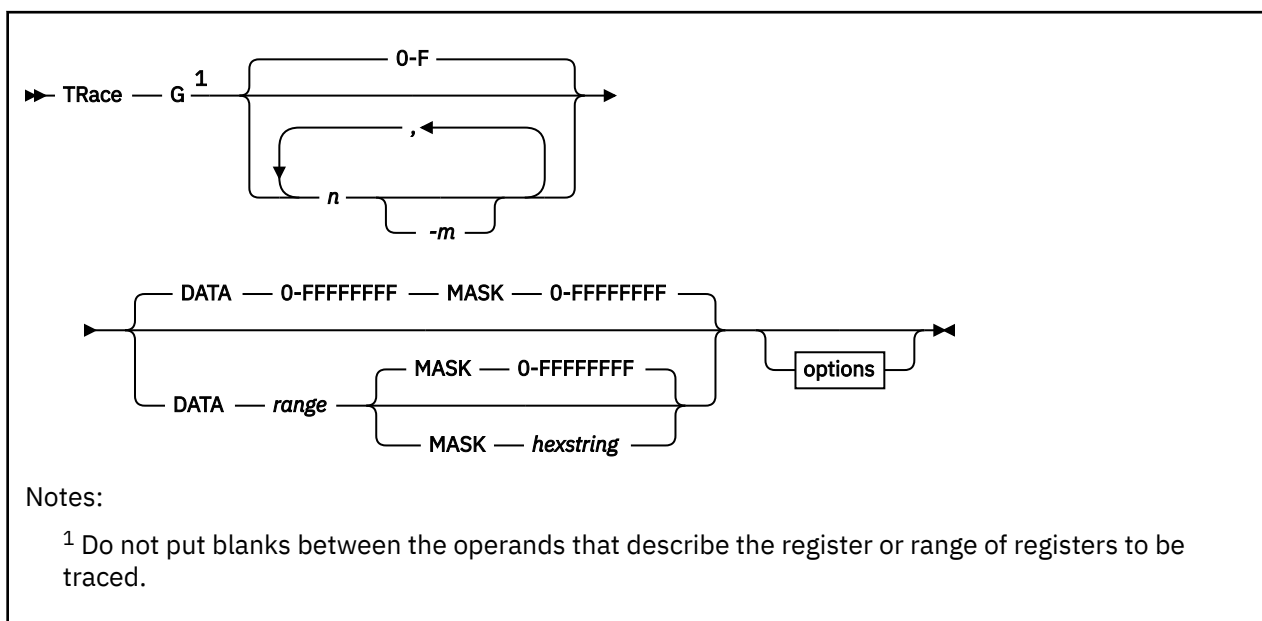 0-F
TRace G 1
,
n
-m
DATA 0-FFFFFFFF MASK 0-FFFFFFFF
options
MASK 0-FFFFFFFF
DATA range
MASK hexstring
Notes:
1 Do not put blanks between the operands that describe the register or range of registers to be
traced.